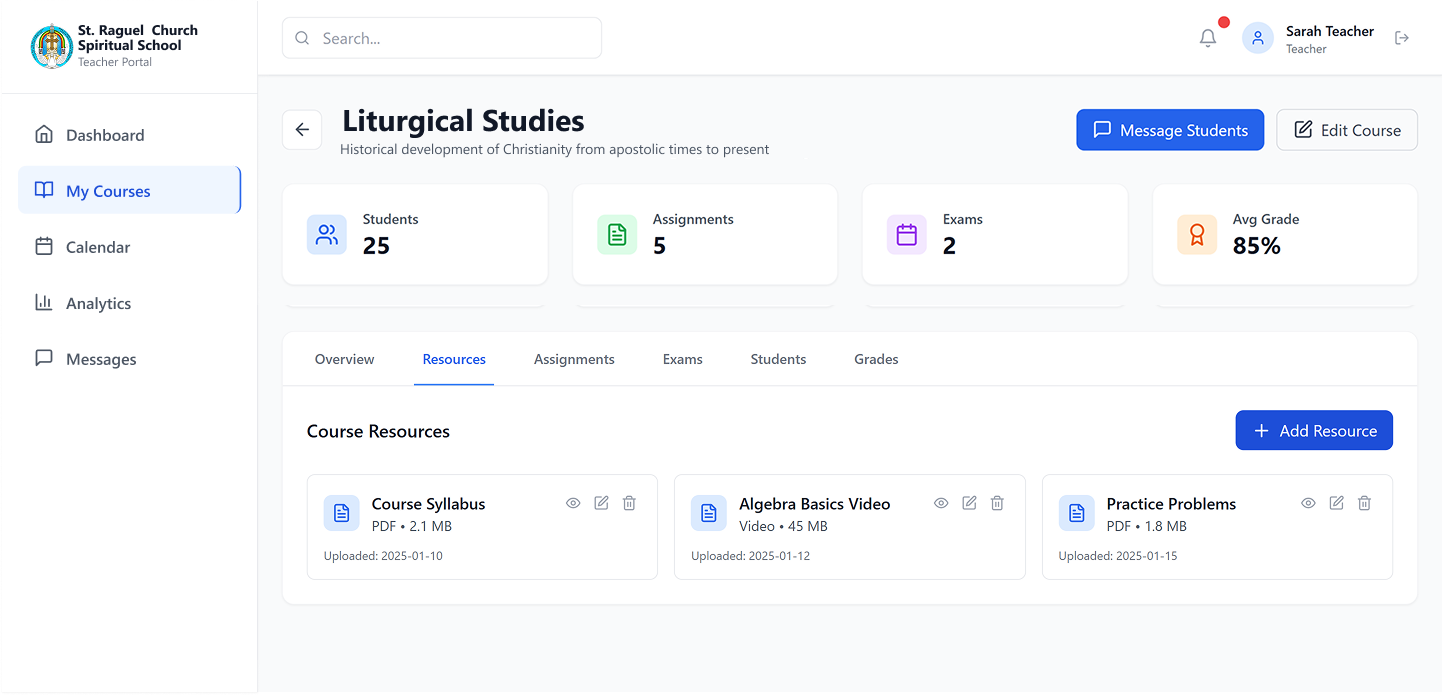 St. Raguel Church
Spiritual School
Teacher Portal
Search...
Sarah Teacher
Teacher
Dashboard
My Courses
Calendar
Analytics
Messages
Liturgical Studies
Historical development of Christianity from apostolic times to present
Message Students
Edit Course
Students
25
Assignments
5
Exams
2
Avg Grade
85%
Overview
Resources
Assignments
Exams
Students
Grades
Course Resources
Add Resource
Course Syllabus
PDF • 2.1 MB
Uploaded: 2025-01-10
Algebra Basics Video
Video • 45 MB
Uploaded: 2025-01-12
Practice Problems
PDF • 1.8 MB
Uploaded: 2025-01-15